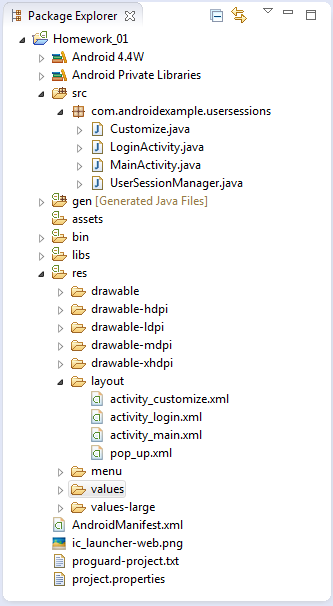 Package Explorer
Homework_01
Android 4.4W
Android Private Libraries
src
com.androidexample.usersessions
Customize.java
LoginActivity.java
MainActivity.java
UserSessionManager.java
gen [Generated Java Files]
assets
bin
libs
res
drawable
drawable-hdpi
drawable-ldpi
drawable-mdpi
drawable-xhdpi
layout
activity_customize.xml
activity_login.xml
activity_main.xml
pop_up.xml
menu
values
values-large
AndroidManifest.xml
ic_launcher-web.png
proguard-project.txt
project.properties